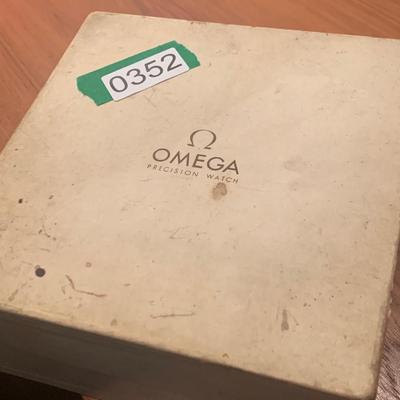 0352
Ω
OMEGA
PRECISION WATCH